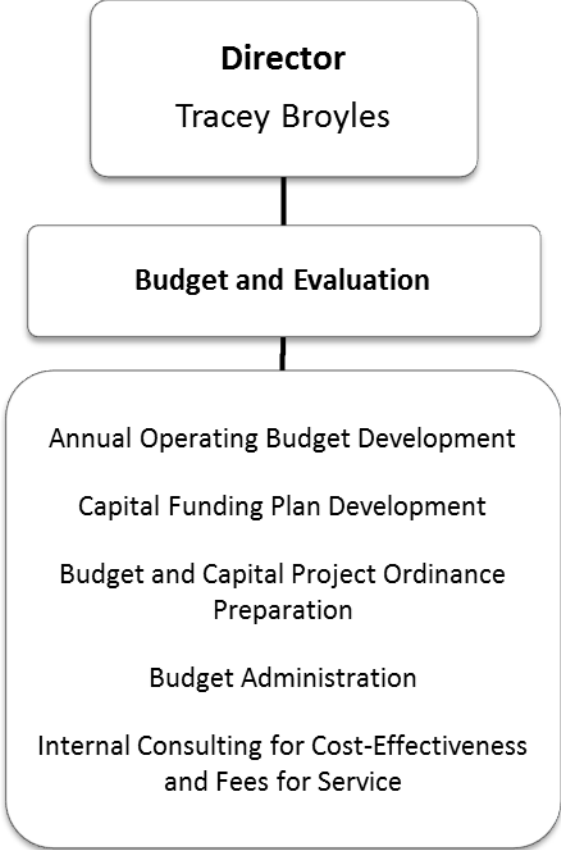 Director
Tracey Broyles
Budget and Evaluation
Annual Operating Budget Development
Capital Funding Plan Development
Budget and Capital Project Ordinance
Preparation
Budget Administration
Internal Consulting for Cost-Effectiveness
and Fees for Service